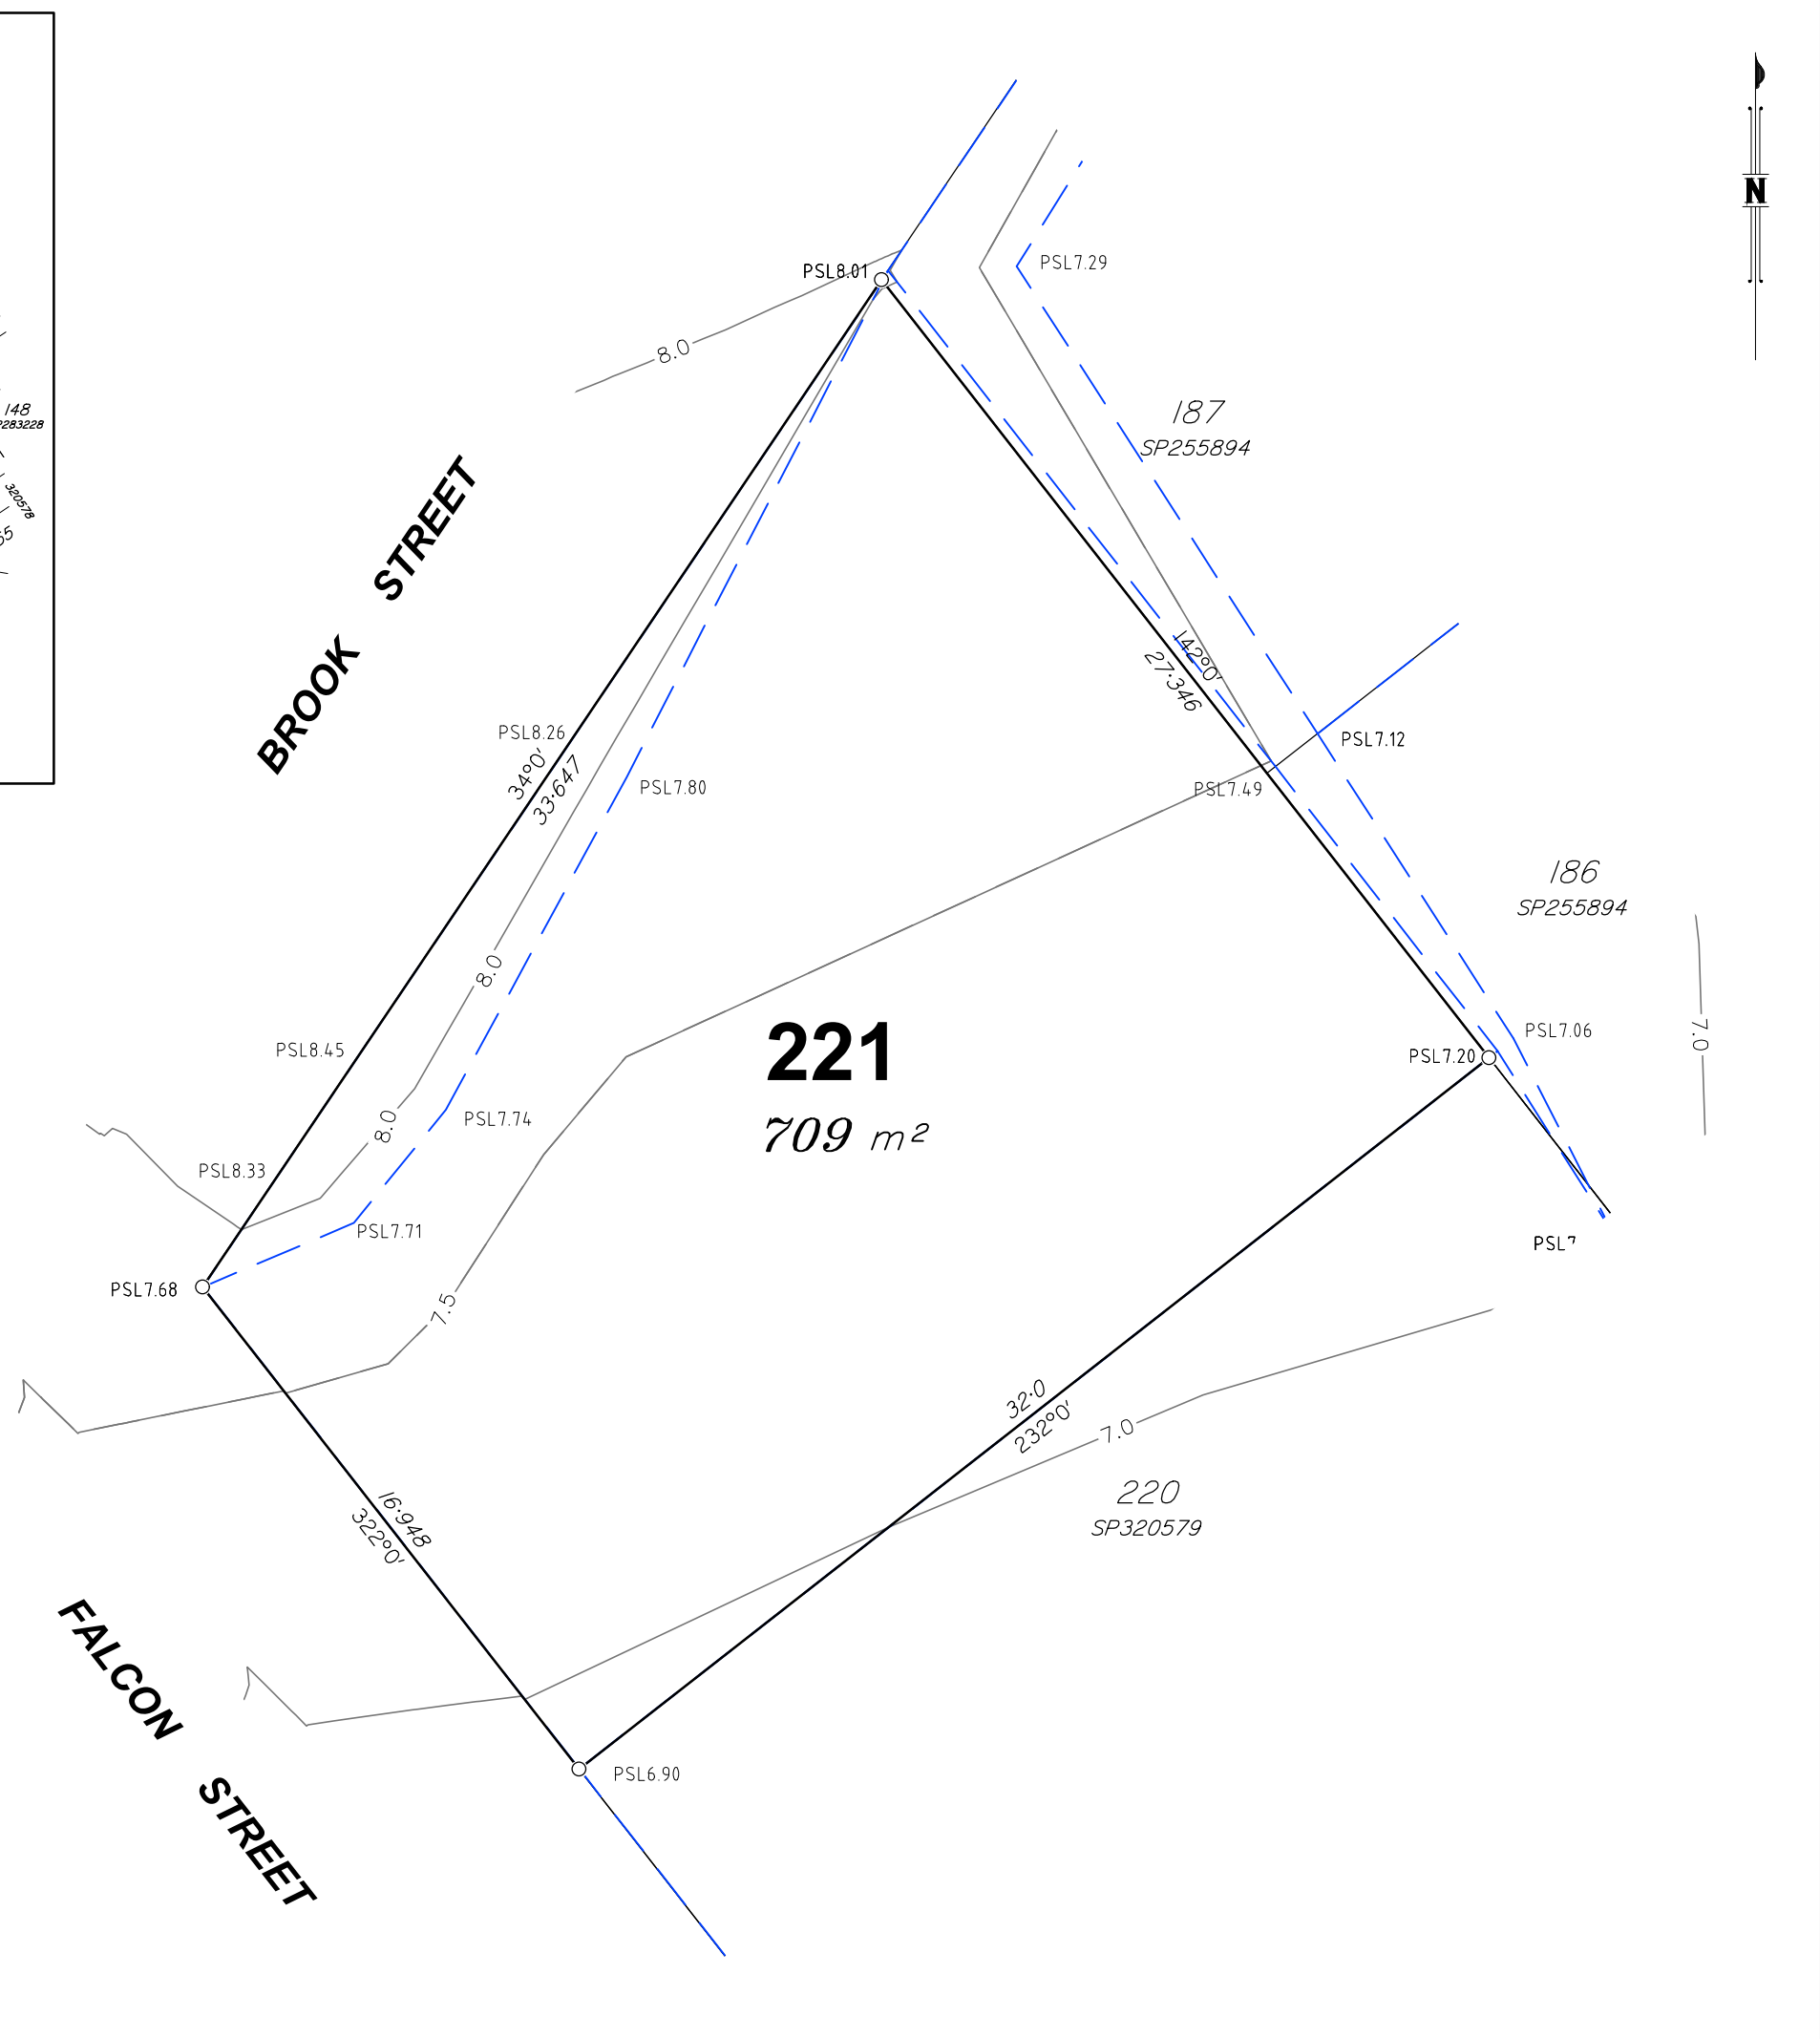 N
148
320578
PSL8.01
PSL7.29
8.0
187
SP255894
BROOK STREET
142°0'
27·346
PSL8.26
34°0'
33·647
PSL7.80
PSL7.12
PSL7.49
186
SP255894
8.0
221
709 m²
PSL8.45
PSL7.06
PSL7.20
7.0
8.0
PSL7.74
PSL8.33
PSL7.71
PSL7.68
7.5
32·0
232°0'
7.0
220
SP320579
16·948
322°0'
FALCON STREET
PSL6.90